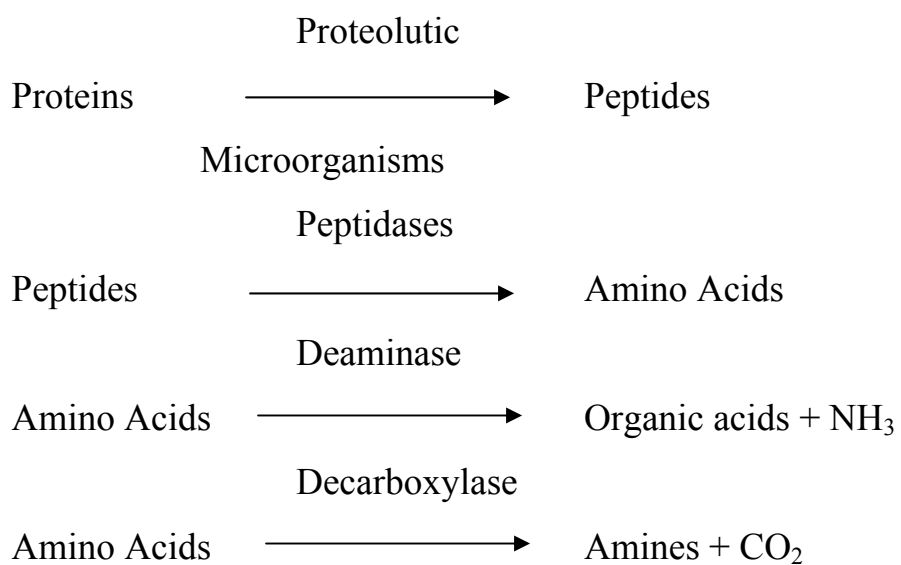 Proteolutic
Proteins Peptides
Microorganisms
Peptidases
Peptides Amino Acids
Deaminase
Amino Acids Organic acids + NH₃
Decarboxylase
Amino Acids Amines + CO₂